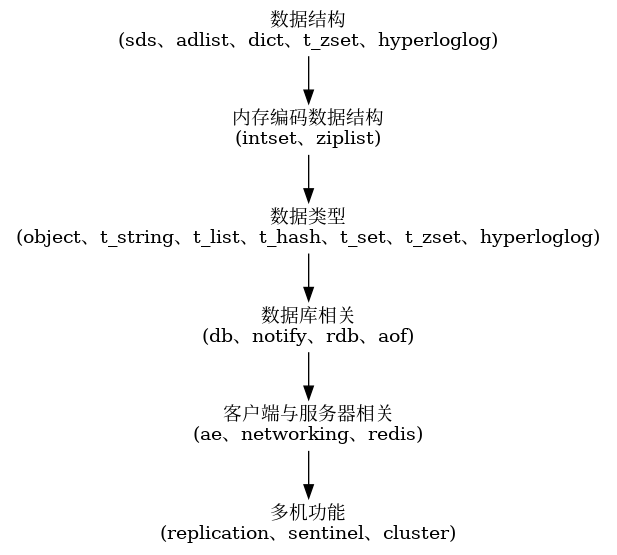 数据结构
(sds、adlist、dict、t_zset、hyperloglog)
内存编码数据结构
(intset、ziplist)
数据类型
(object、t_string、t_list、t_hash、t_set、t_zset、hyperloglog)
数据库相关
(db、notify、rdb、aof)
客户端与服务器相关
(ae、networking、redis)
多机功能
(replication、sentinel、cluster)